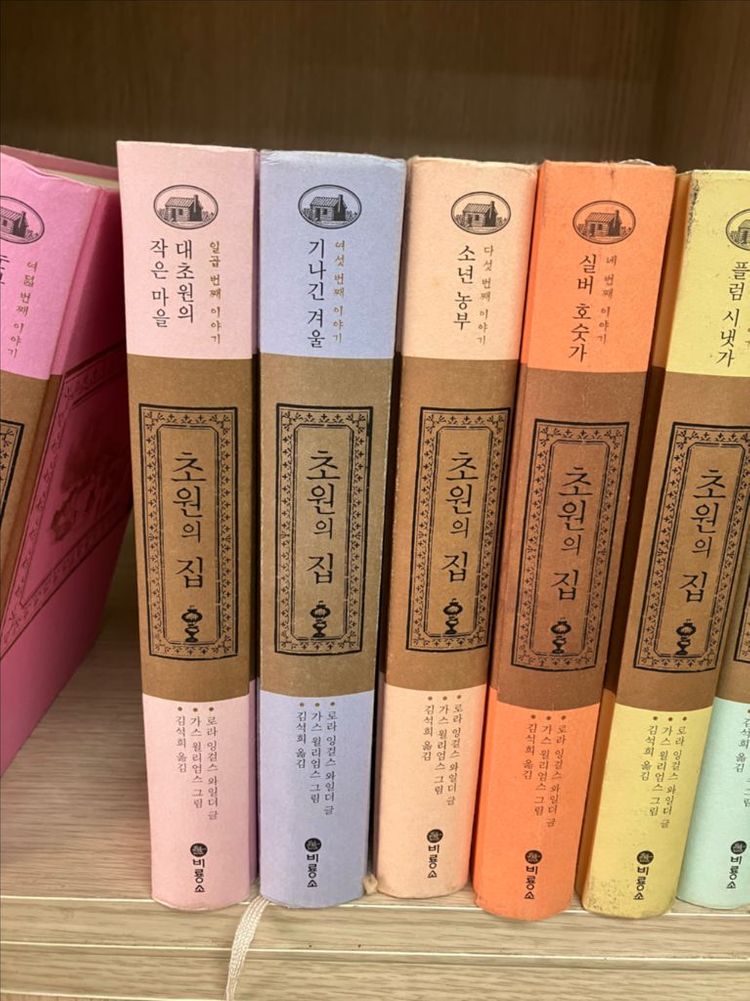 여덟 번째 이야기
일곱 번째 이야기
대초원의
작은 마을
초원의 집
로라 잉걸스 와일더 글
가스 윌리엄스 그림
김석희 옮김
비룡소
여섯 번째 이야기
기나긴 겨울
초원의 집
로라 잉걸스 와일더 글
가스 윌리엄스 그림
김석희 옮김
비룡소
다섯 번째 이야기
소년 농부
초원의 집
로라 잉걸스 와일더 글
가스 윌리엄스 그림
김석희 옮김
비룡소
네 번째 이야기
실버 호숫가
초원의 집
로라 잉걸스 와일더 글
가스 윌리엄스 그림
김석희 옮김
비룡소
플럼 시냇가
초원의 집
로라 잉걸스 와일더 글
가스 윌리엄스 그림
김석희 옮김
비룡소
가스
김석희 옮김
비룡소